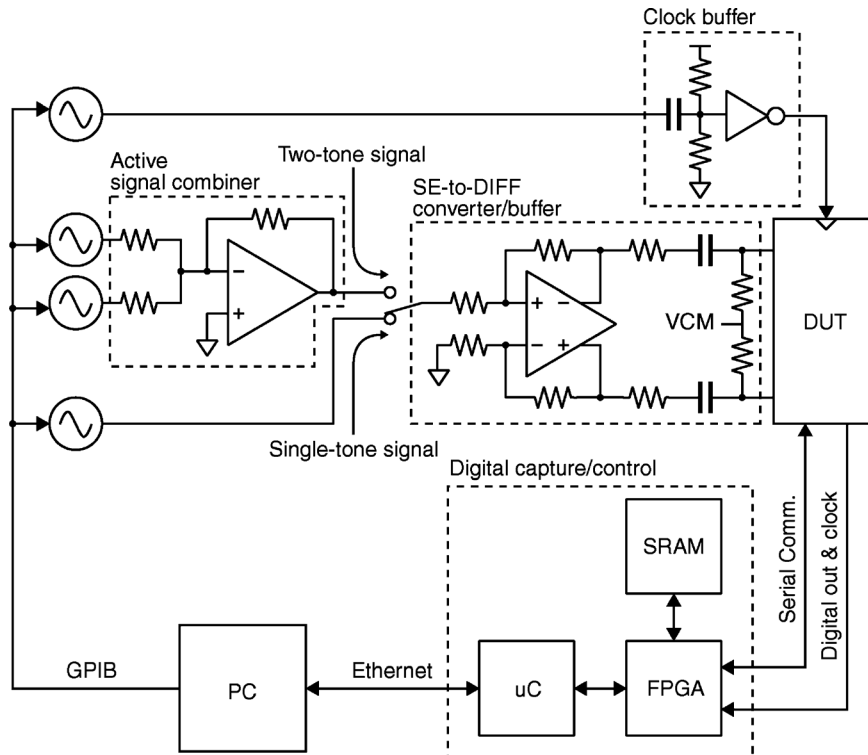 Clock buffer
Two-tone signal
Active
signal combiner
SE-to-DIFF
converter/buffer
−
+
+ −
− +
VCM
DUT
Single-tone signal
Digital capture/control
SRAM
Serial Comm.
Digital out & clock
GPIB
PC
Ethernet
uC
FPGA